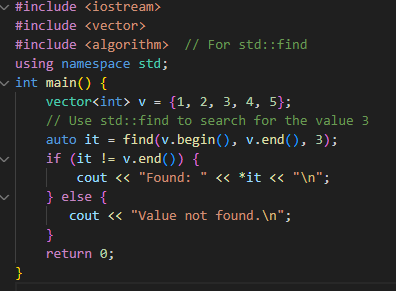 #include <iostream>
#include <vector>
#include <algorithm>  // For std::find
using namespace std;
int main() {
    vector<int> v = {1, 2, 3, 4, 5};
    // Use std::find to search for the value 3
    auto it = find(v.begin(), v.end(), 3);
    if (it != v.end()) {
        cout << "Found: " << *it << "\n";
    } else {
       cout << "Value not found.\n";
    }
    return 0;
}